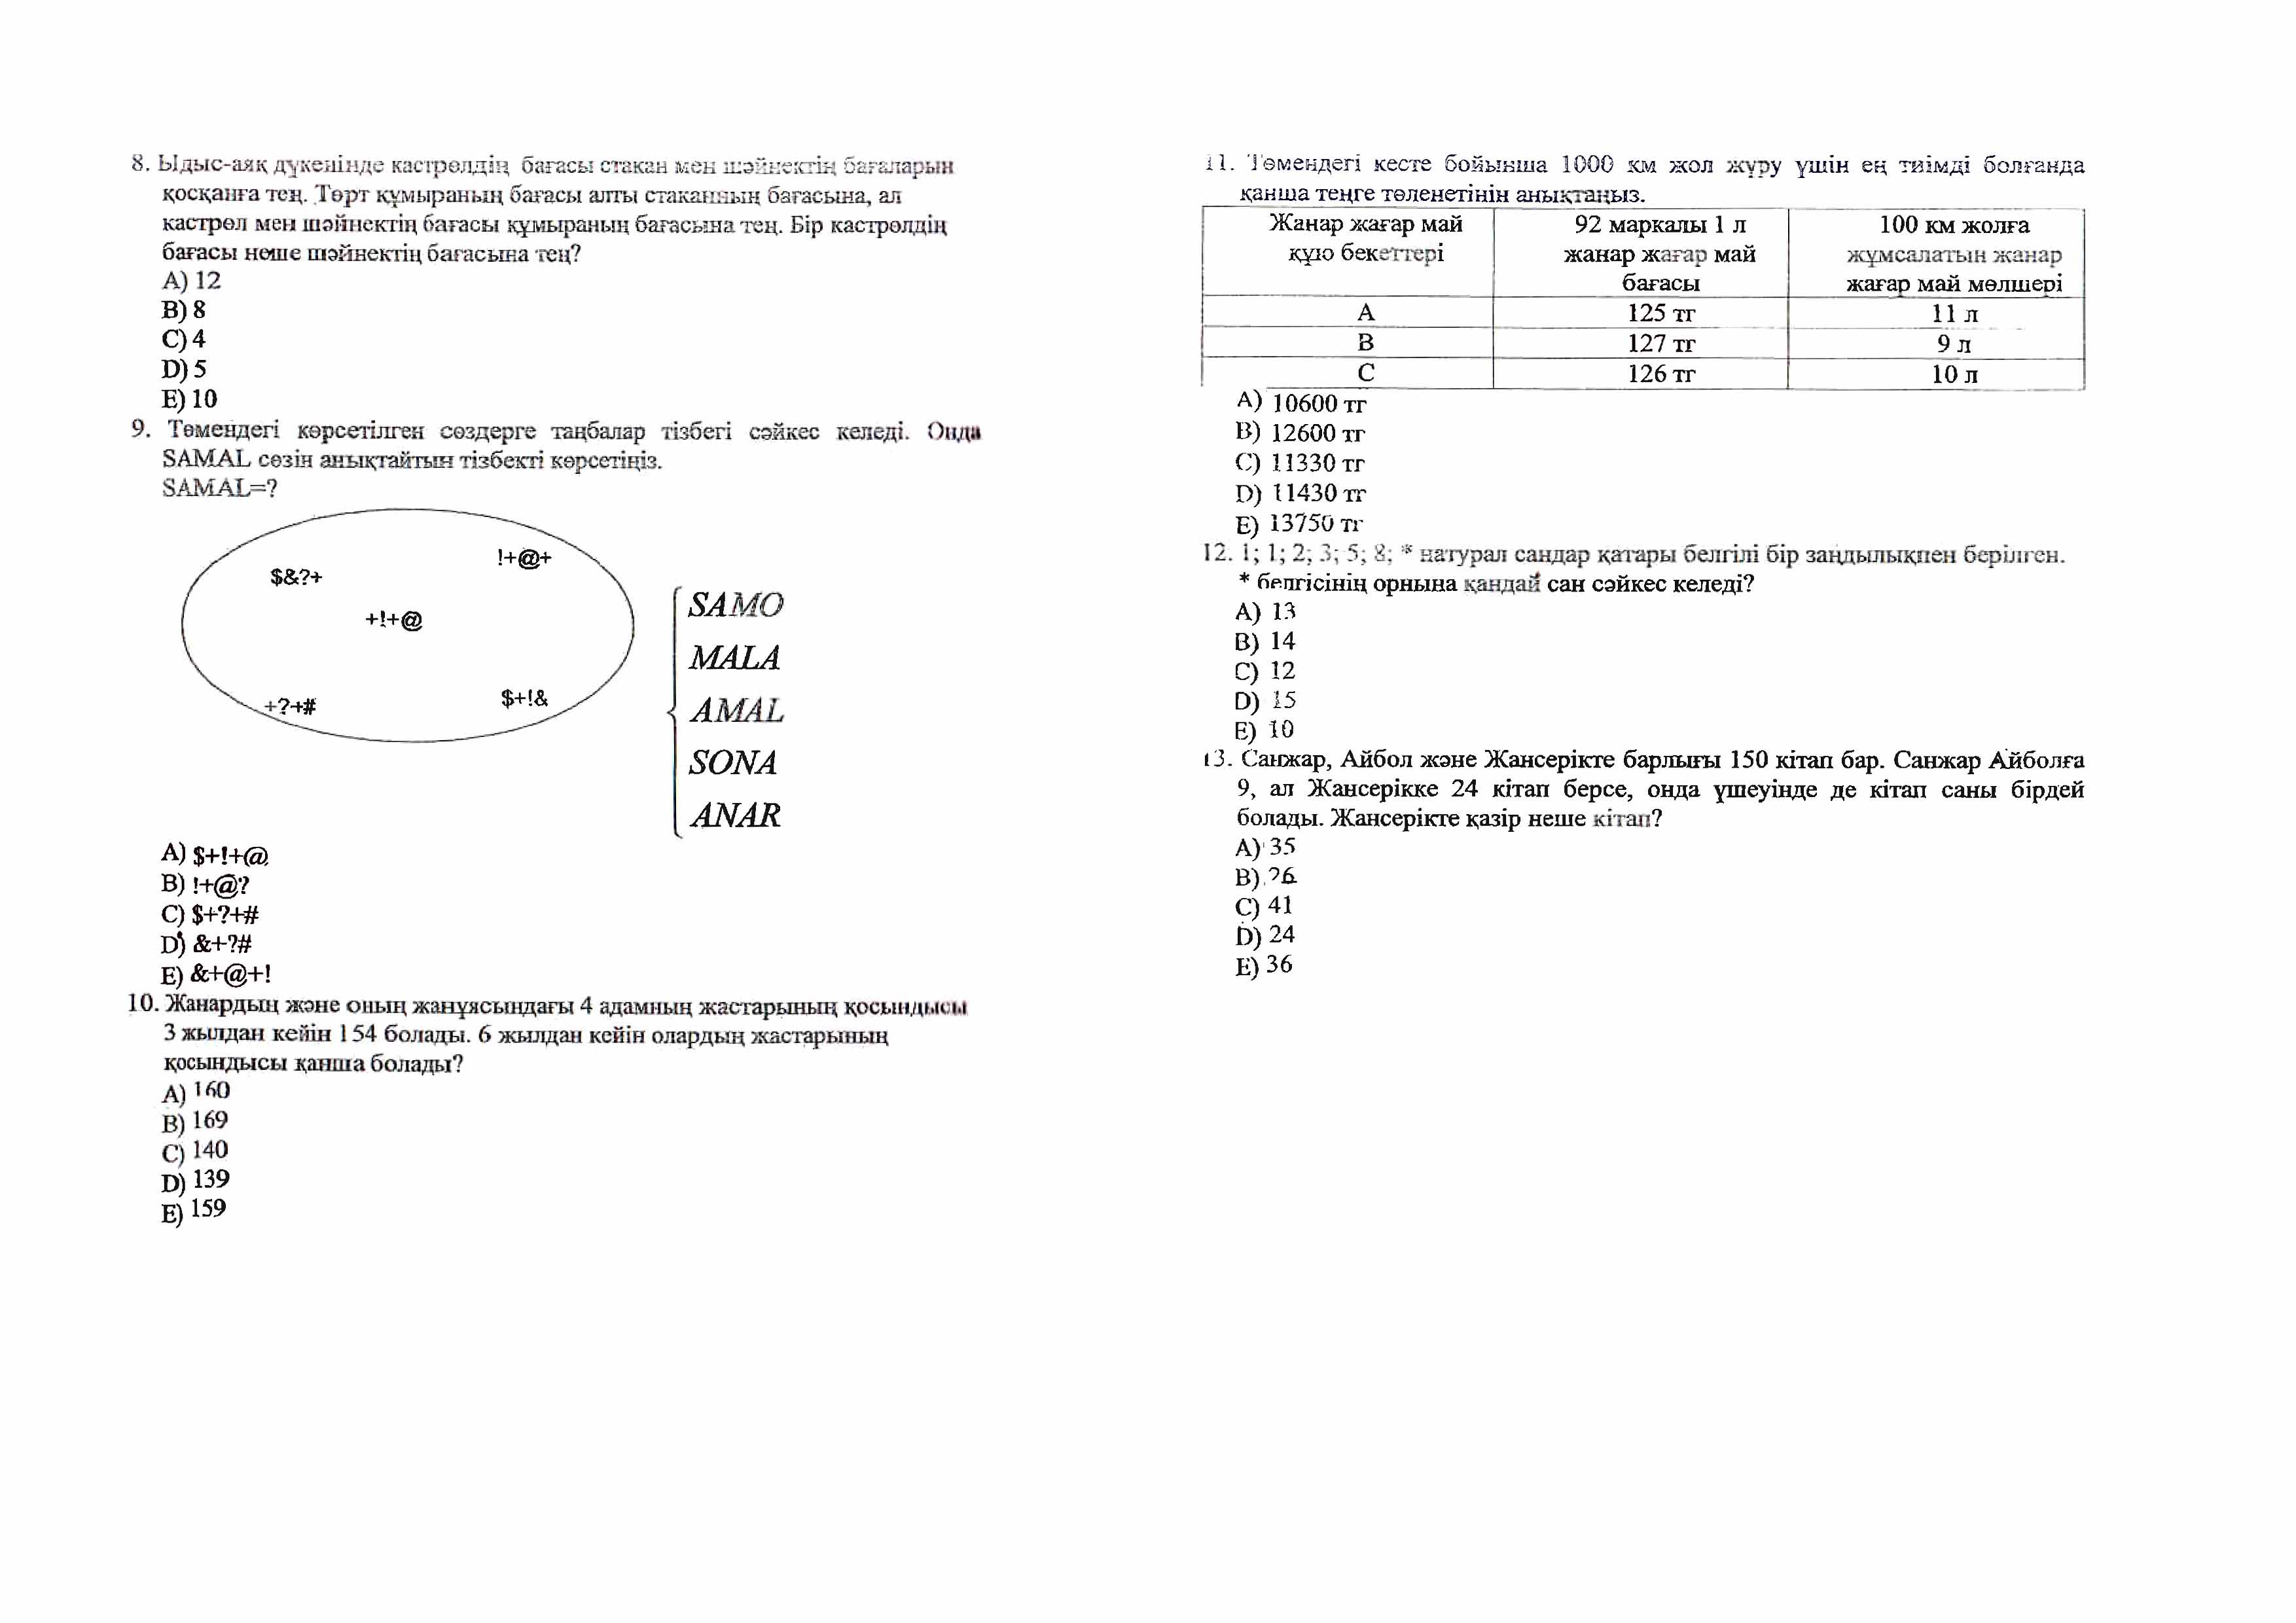 8. Ыдыс-аяқ дүкенінде кастрөлдің бағасы стакан мен шәйнектің бағаларын
қосқанға тең. Төрт құмыраның бағасы алты стаканның бағасына, ал
кастрөл мен шәйнектің бағасы құмыраның бағасына тең. Бір кастрөлдің
бағасы неше шәйнектің бағасына тең?
A) 12
B) 8
C) 4
D) 5
E) 10
9. Төмендегі көрсетілген сөздерге таңбалар тізбегі сәйкес келеді. Онда
SAMAL сөзін анықтайтын тізбекті көрсетіңіз.
SAMAL=?
!+@+
$&?+
+!+@
+?+#
$+!&
SAMO
MALA
AMAL
SONA
ANAR
A) $+!+@
B) !+@?
C) $+?+#
D) &+?#
E) &+@+!
10. Жанардың және оның жанұясындағы 4 адамның жастарының қосындысы
3 жылдан кейін 154 болады. 6 жылдан кейін олардың жастарының
қосындысы қанша болады?
A) 160
B) 169
C) 140
D) 139
E) 159
11. Төмендегі кесте бойынша 1000 км жол жүру үшін ең тиімді болғанда
қанша теңге төленетінін анықтаңыз.
Жанар жағар май құю бекеттері
92 маркалы 1 л жанар жағар май бағасы
100 км жолға жұмсалатын жанар жағар май мөлшері
A 125 тг 11 л
B 127 тг 9 л
C 126 тг 10 л
A) 10600 тг
B) 12600 тг
C) 11330 тг
D) 11430 тг
E) 13750 тг
12. 1; 1; 2; 3; 5; 8; * натурал сандар қатары белгілі бір заңдылықпен берілген.
* белгісінің орнына қандай сан сәйкес келеді?
A) 13
B) 14
C) 12
D) 15
E) 10
13. Санжар, Айбол және Жансерікте барлығы 150 кітап бар. Санжар Айболға
9, ал Жансерікке 24 кітап берсе, онда үшеуінде де кітап саны бірдей
болады. Жансерікте қазір неше кітап?
A) 35
B) 26
C) 41
D) 24
E) 36